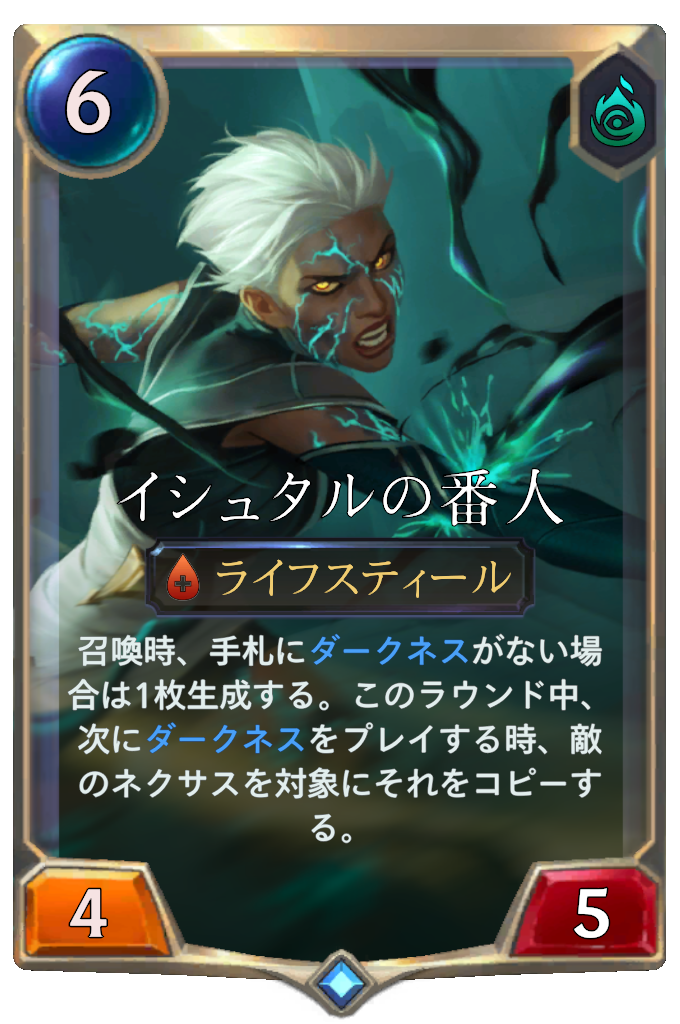 6
イシュタルの番人
ライフスティール
召喚時、手札にダークネスがない場
合は1枚生成する。このラウンド中、
次にダークネスをプレイする時、敵
のネクサスを対象にそれをコピーす
る。
4
5